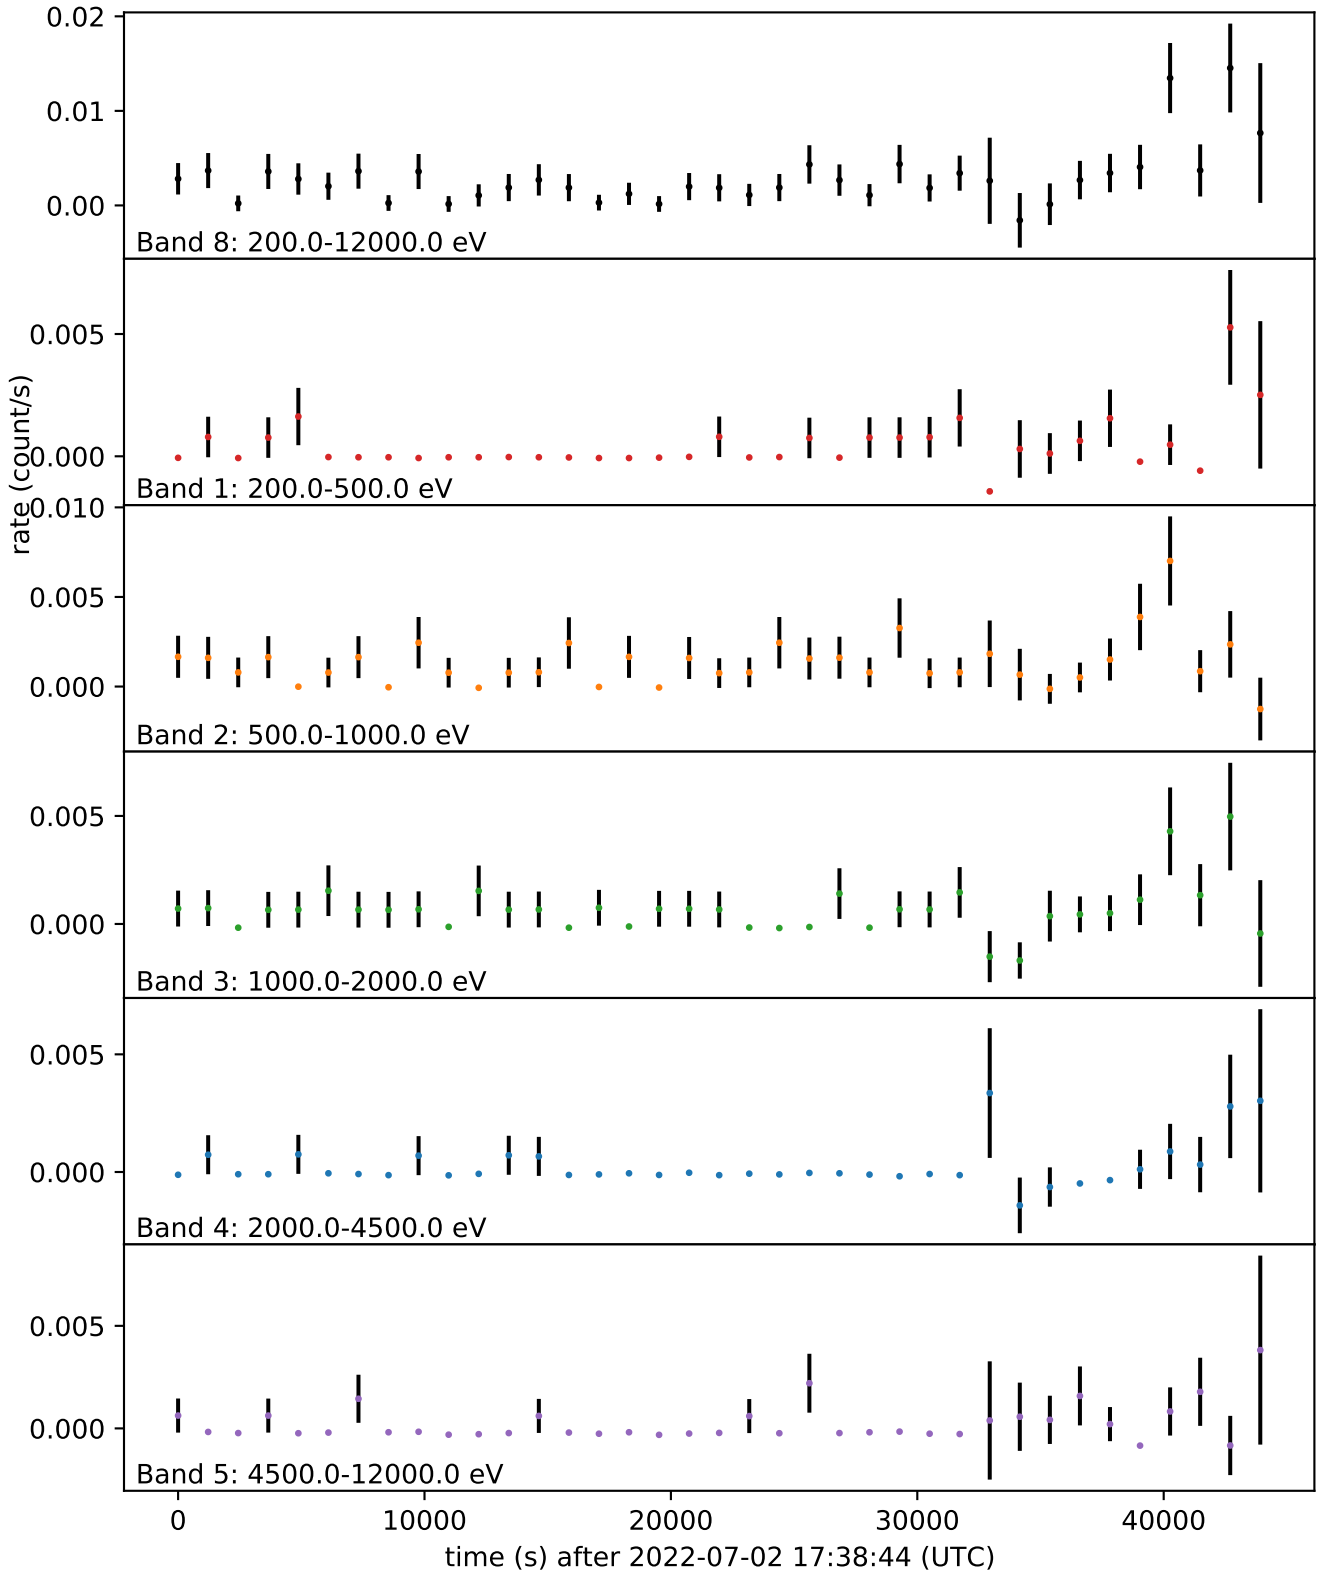 0.02
0.01
0.00
Band 8: 200.0-12000.0 eV
0.005
0.000
Band 1: 200.0-500.0 eV
rate (count/s)
0.010
0.005
0.000
Band 2: 500.0-1000.0 eV
0.005
0.000
Band 3: 1000.0-2000.0 eV
0.005
0.000
Band 4: 2000.0-4500.0 eV
0.005
0.000
Band 5: 4500.0-12000.0 eV
0 10000 20000 30000 40000
time (s) after 2022-07-02 17:38:44 (UTC)